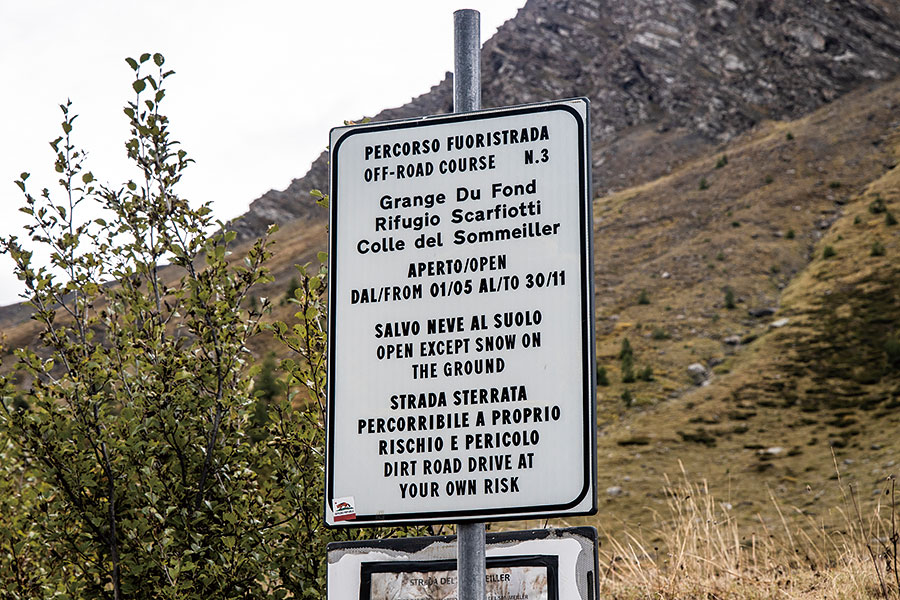 PERCORSO FUORISTRADA
OFF-ROAD COURSE N.3
Grange Du Fond
Rifugio Scarfiotti
Colle del Sommeiller
APERTO/OPEN
DAL/FROM 01/05 AL/TO 30/11
SALVO NEVE AL SUOLO
OPEN EXCEPT SNOW ON
THE GROUND
STRADA STERRATA
PERCORRIBILE A PROPRIO
RISCHIO E PERICOLO
DIRT ROAD DRIVE AT
YOUR OWN RISK
STRADA DEL